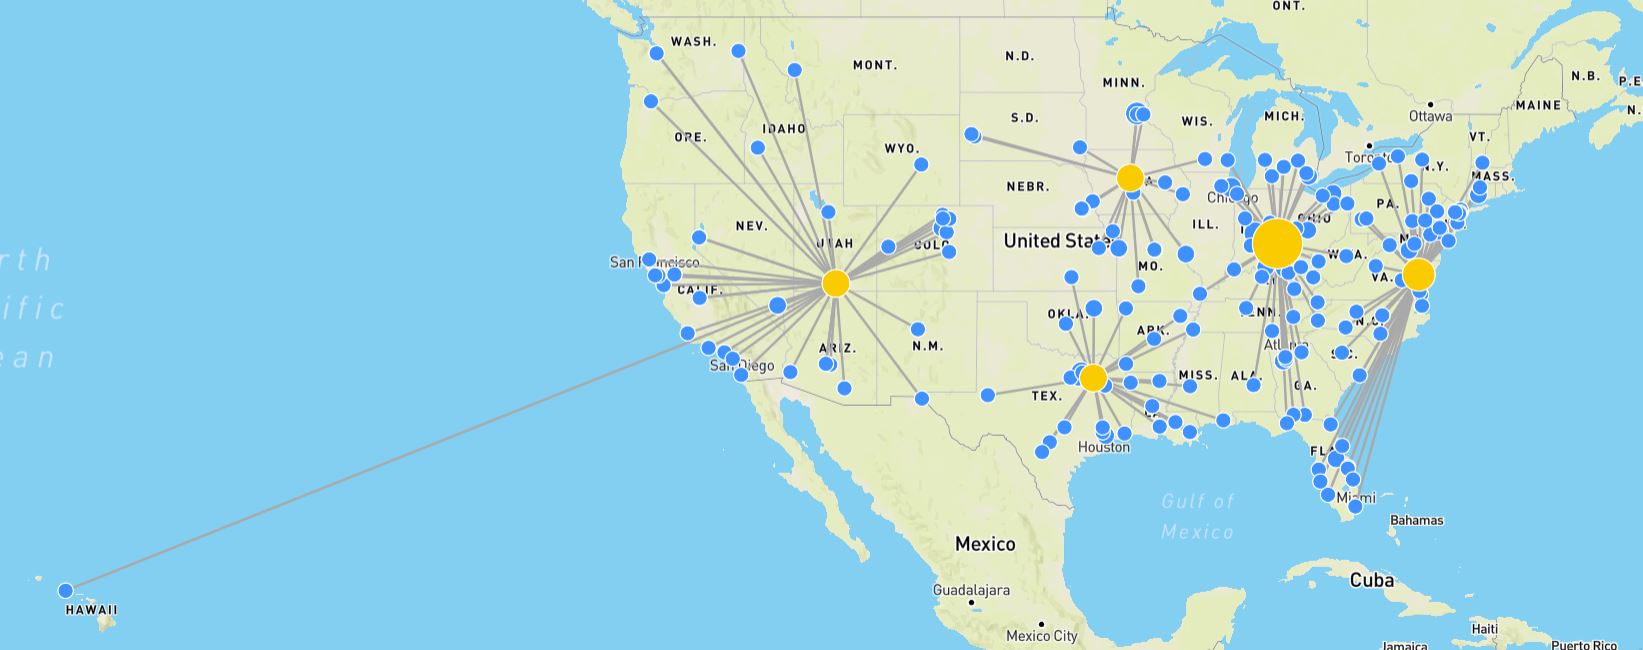 ONT.
WASH.
MONT.
N.D.
MINN.
N.B.
P.E
MAINE
N.
Ottawa
S.D.
WIS.
MICH.
VT.
OPE.
IDAHO
WYO.
Toronto
N.Y.
MASS.
NEBR.
Chicago
OHIO
PA.
NEV.
UTAH
COLO
United States
ILL.
W.VA.
rth
ific
ean
San Francisco
CALIF.
MO.
VA.
OKLA.
ARK.
TENN.
N.C.
ARIZ.
N.M.
Atlanta
S.C.
San Diego
TEX.
MISS.
ALA.
GA.
LA.
Houston
FLA.
Miami
Gulf of
Mexico
Bahamas
Mexico
Cuba
Guadalajara
HAWAII
Mexico City
Haiti
Jamaica
Puerto Rico